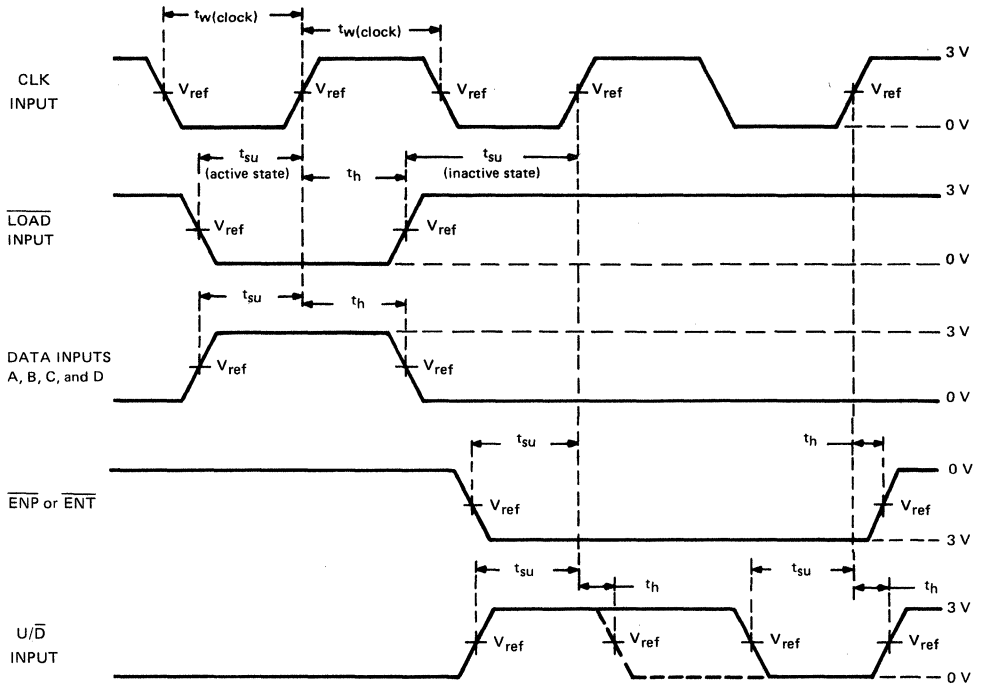 tw(clock)
tw(clock)
CLK
INPUT
Vref
Vref
Vref
Vref
Vref
3 V
0 V
tsu
(active state)
th
tsu
(inactive state)
LOAD
INPUT
Vref
Vref
3 V
0 V
tsu
th
DATA INPUTS
A, B, C, and D
Vref
Vref
3 V
0 V
tsu
th
ENP or ENT
Vref
Vref
0 V
3 V
tsu
th
tsu
th
U/D
INPUT
Vref
Vref
Vref
Vref
3 V
0 V